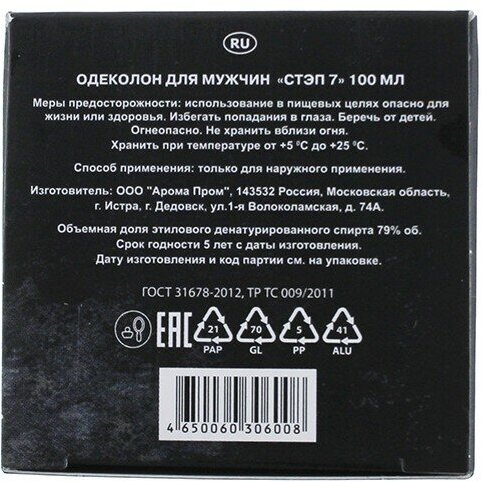 RU
ОДЕКОЛОН ДЛЯ МУЖЧИН «СТЭП 7» 100 МЛ
Меры предосторожности: использование в пищевых целях опасно для
жизни или здоровья. Избегать попадания в глаза. Беречь от детей.
Огнеопасно. Не хранить вблизи огня.
Хранить при температуре от +5 ⁰С до +25 ⁰С.
Способ применения: только для наружного применения.
Изготовитель: ООО "Арома Пром", 143532 Россия, Московская область,
г. Истра, г. Дедовск, ул.1-я Волоколамская, д. 74А.
Объемная доля этилового денатурированного спирта 79% об.
Срок годности 5 лет с даты изготовления.
Дату изготовления и код партии см. на упаковке.
ГОСТ 31678-2012, ТР ТС 009/2011
EAC 21 70 5 41
PAP GL PP ALU
4 650060 306008